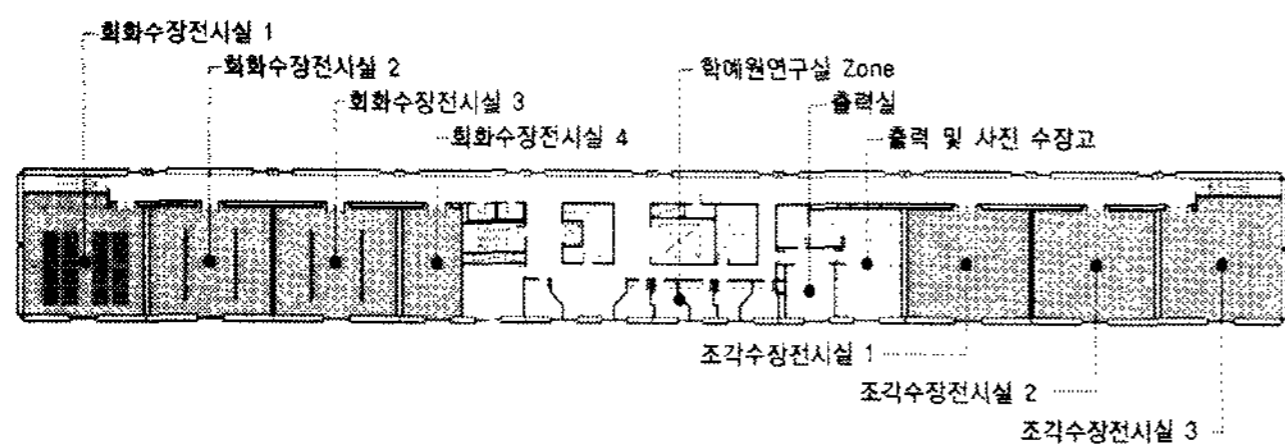 회화수장전시실 1
회화수장전시실 2
회화수장전시실 3
회화수장전시실 4
학예원연구실 Zone
출력실
출력 및 사진 수장고
조각수장전시실 1
조각수장전시실 2
조각수장전시실 3